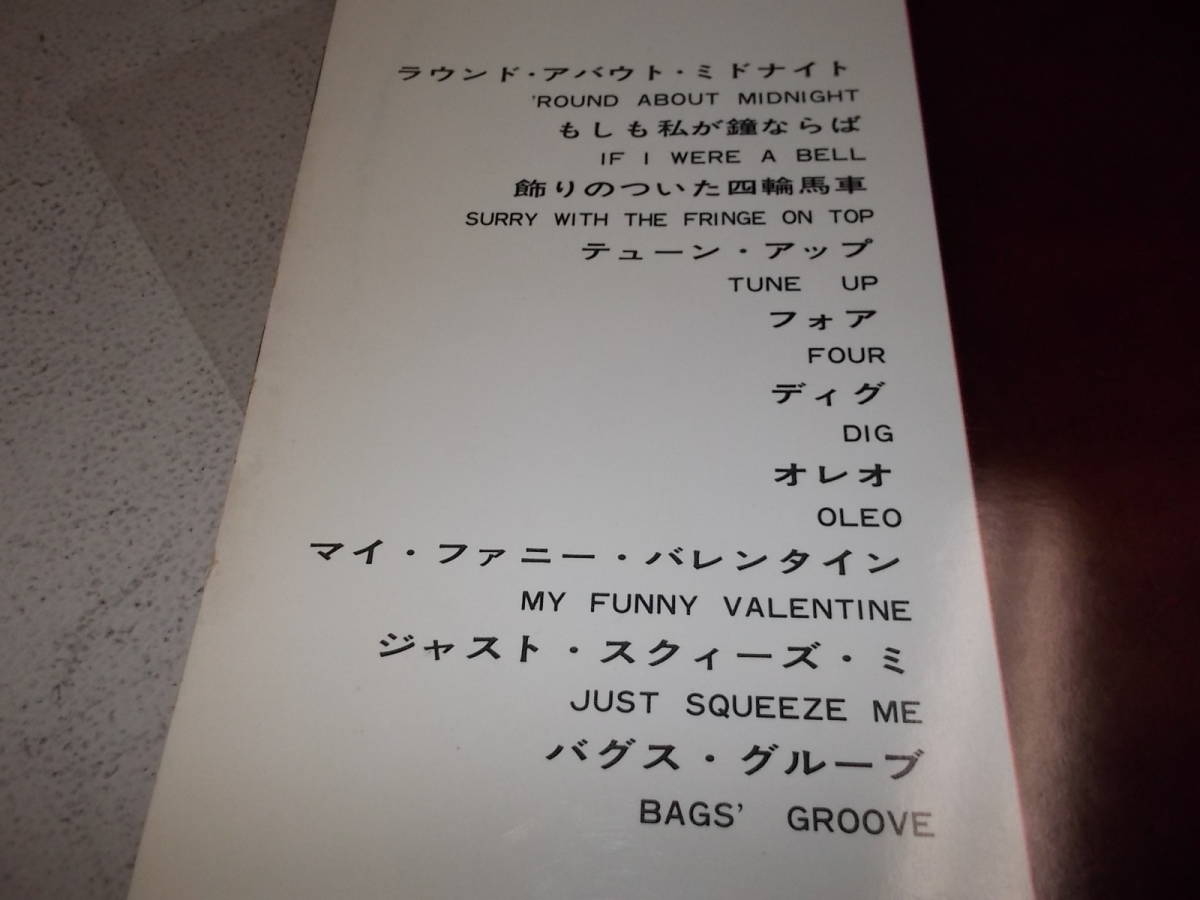 ラウンド・アバウト・ミドナイト
'ROUND ABOUT MIDNIGHT
もしも私が鐘ならば
IF I WERE A BELL
飾りのついた四輪馬車
SURRY WITH THE FRINGE ON TOP
テューン・アップ
TUNE UP
フォア
FOUR
ディグ
DIG
オレオ
OLEO
マイ・ファニー・バレンタイン
MY FUNNY VALENTINE
ジャスト・スクィーズ・ミ
JUST SQUEEZE ME
バグス・グルーブ
BAGS' GROOVE